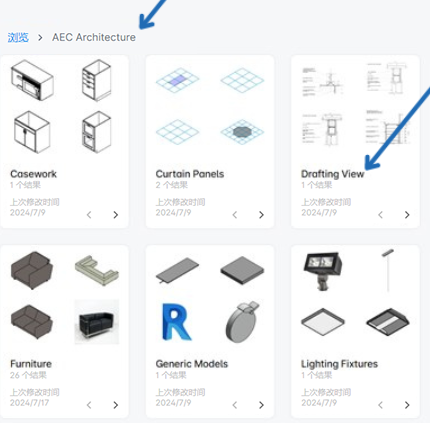 浏览 > AEC Architecture
Casework
1 个结果
上次修改时间
2024/7/9
Curtain Panels
2 个结果
上次修改时间
2024/7/9
Drafting View
1 个结果
上次修改时间
2024/7/9
Furniture
26 个结果
上次修改时间
2024/7/17
Generic Models
1 个结果
上次修改时间
2024/7/9
Lighting Fixtures
1 个结果
上次修改时间
2024/7/9